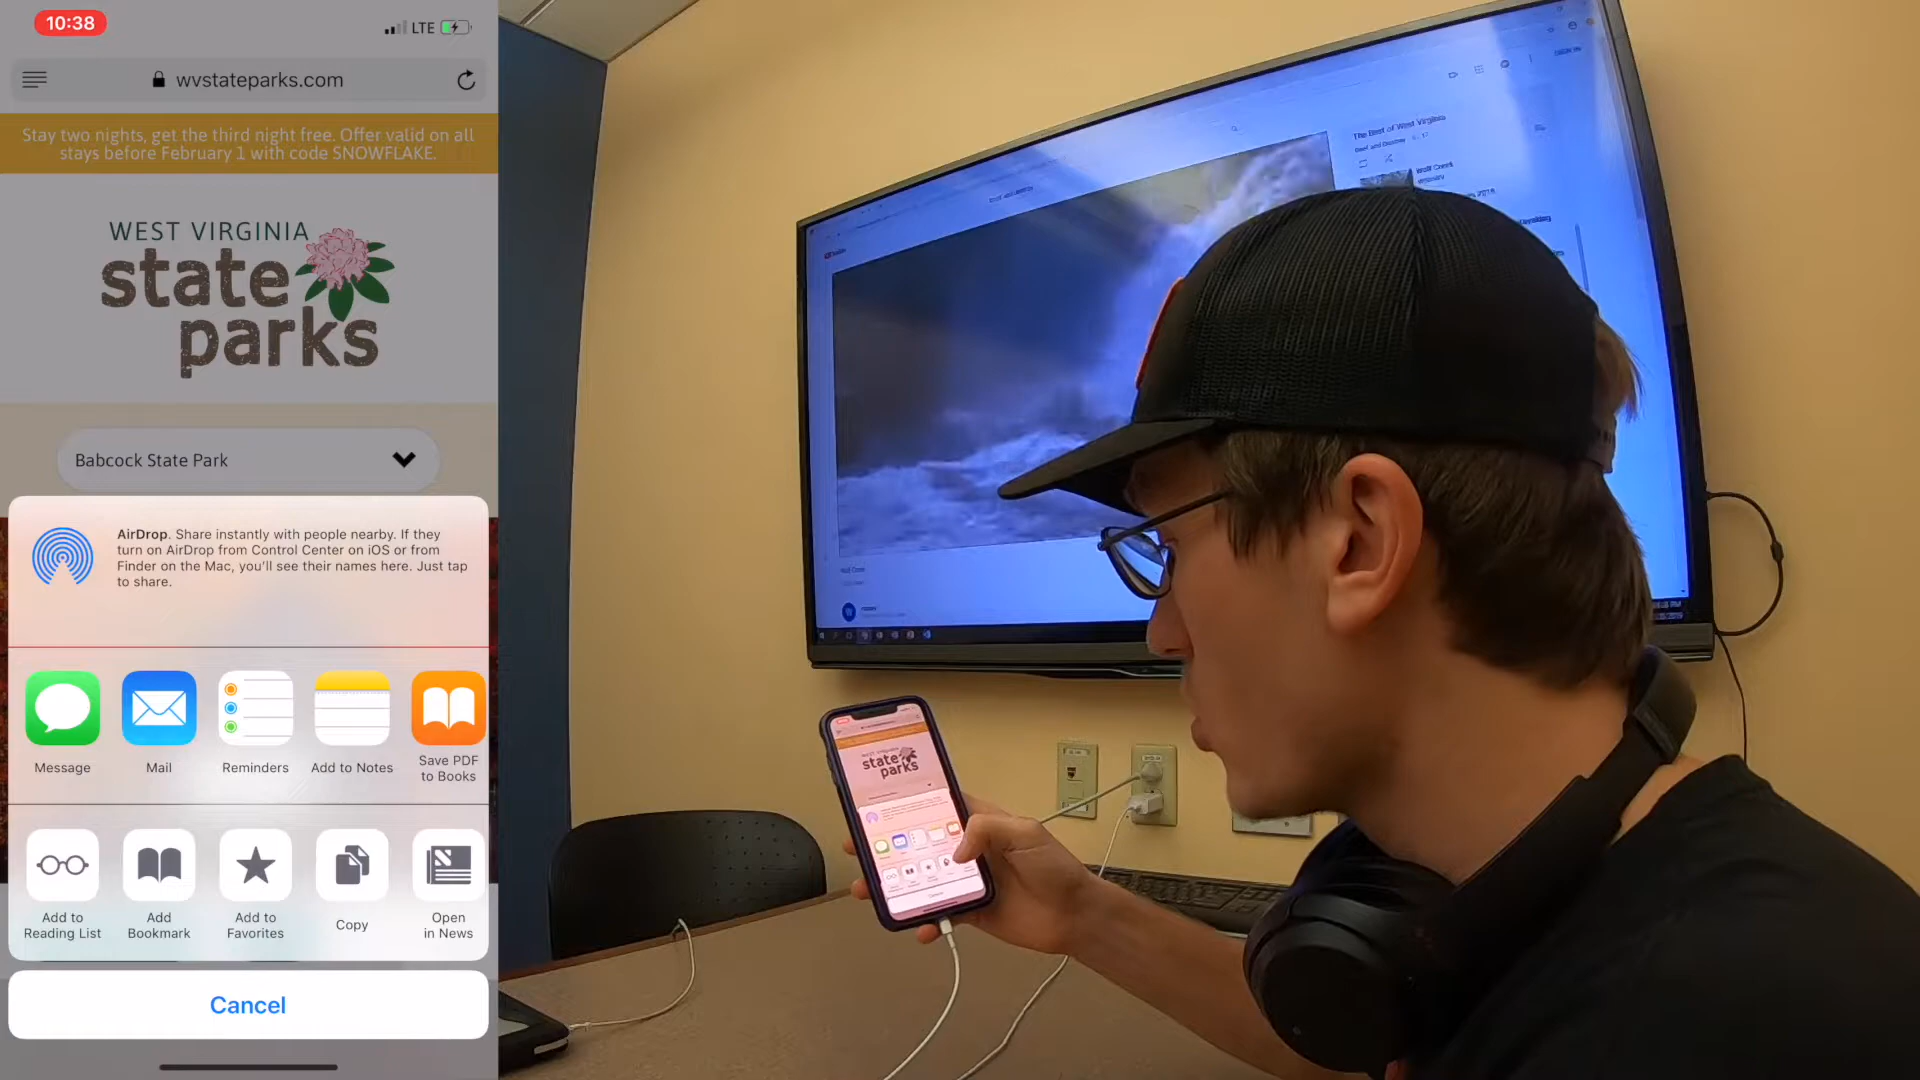 10:38
LTE
wvstateparks.com
Stay two nights, get the third night free. Offer valid on all
stays before February 1 with code SNOWFLAKE.
WEST VIRGINIA
state
parks
Babcock State Park
AirDrop. Share instantly with people nearby. If they
turn on AirDrop from Control Center on iOS or from
Finder on the Mac, you'll see their names here. Just tap
to share.
Message
Mail
Reminders
Add to Notes
Save PDF
to Books
Add to
Reading List
Add
Bookmark
Add to
Favorites
Copy
Open
in News
Cancel
The Best of West Virginia
WEST VIRGINIA
state
parks